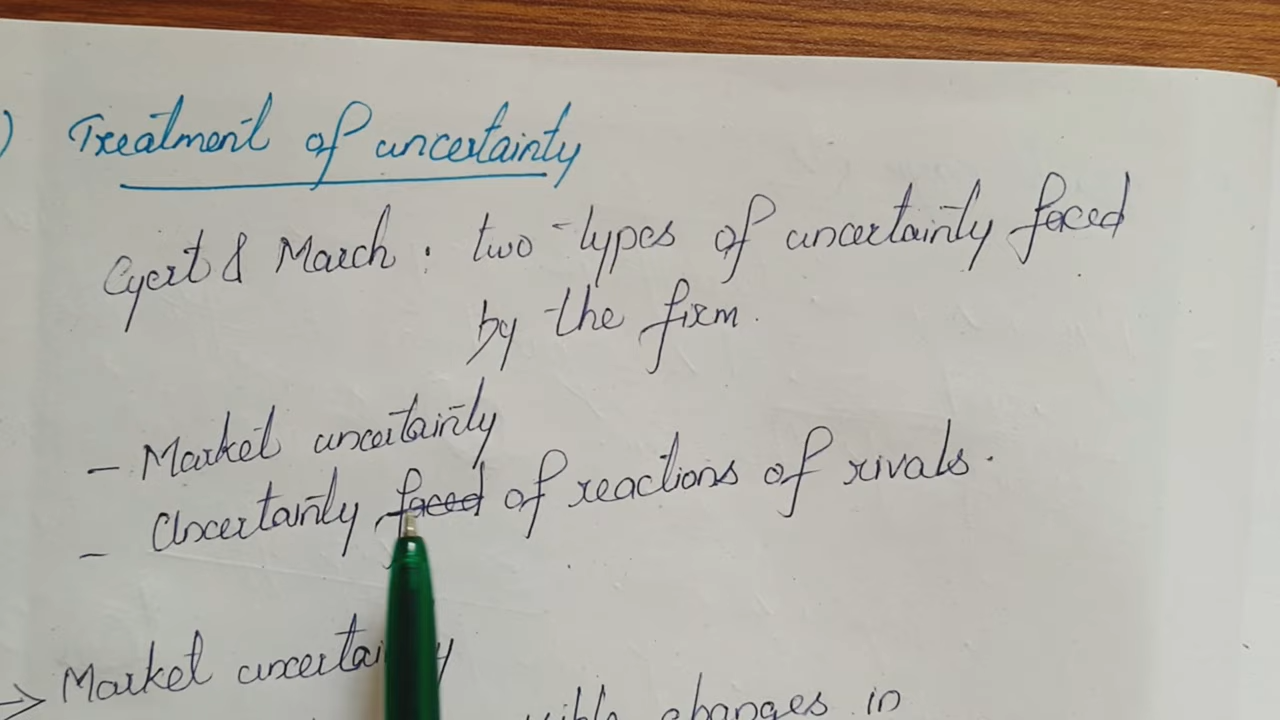 ) Treatment of uncertainty
Cyert & March : two types of uncertainty faced
by the firm.
- Market uncertainty
- Uncertainty faced of reactions of rivals.
→ Market uncertainty
changes in